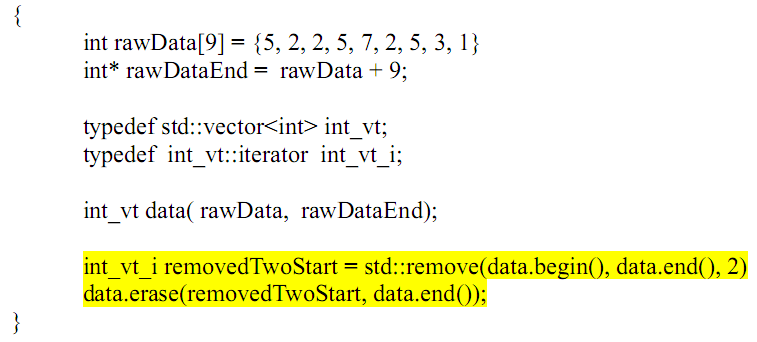 {
int rawData[9] = {5, 2, 2, 5, 7, 2, 5, 3, 1}
int* rawDataEnd = rawData + 9;
typedef std::vector<int> int_vt;
typedef int_vt::iterator int_vt_i;
int_vt data( rawData, rawDataEnd);
int_vt_i removedTwoStart = std::remove(data.begin(), data.end(), 2)
data.erase(removedTwoStart, data.end());
}